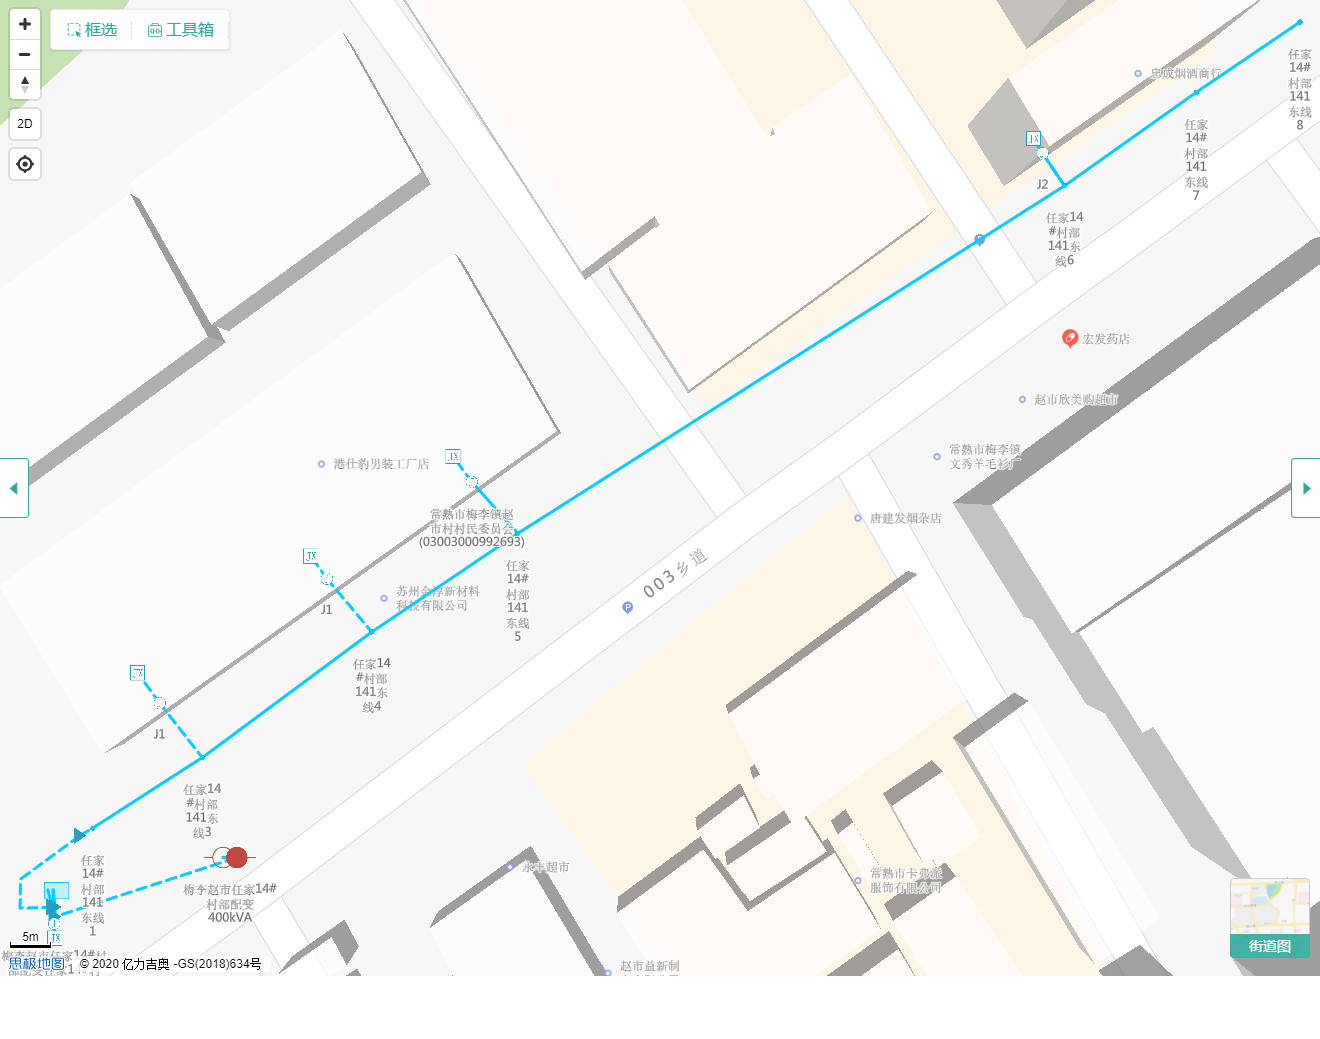 框选
工具箱
2D
忠成烟酒商行
任家
14#
村部
141
东线
8
任家
14#
村部
141
东线
7
JX
J2
任家14
#村部
141东
线6
宏发药店
赵市欣美购超市
常熟市梅李镇
文秀羊毛衫厂
唐建发烟杂店
港仕豹男装工厂店
JX
常熟市梅李镇赵
市村村民委员会
(03003000992693)
任家
14#
村部
141
东线
5
003乡道
JX
J1
苏州金淳新材料
科技有限公司
任家14
#村部
141东
线4
JX
J1
任家14
#村部
141东
线3
任家
14#
村部
141
东线
1
梅李赵市任家14#
村部配变
400kVA
永丰超市
常熟市卡弗派
服饰有限公司
赵市益新制
JX
5m
思极地图
© 2020 亿力吉奥 -GS(2018)634号
街道图